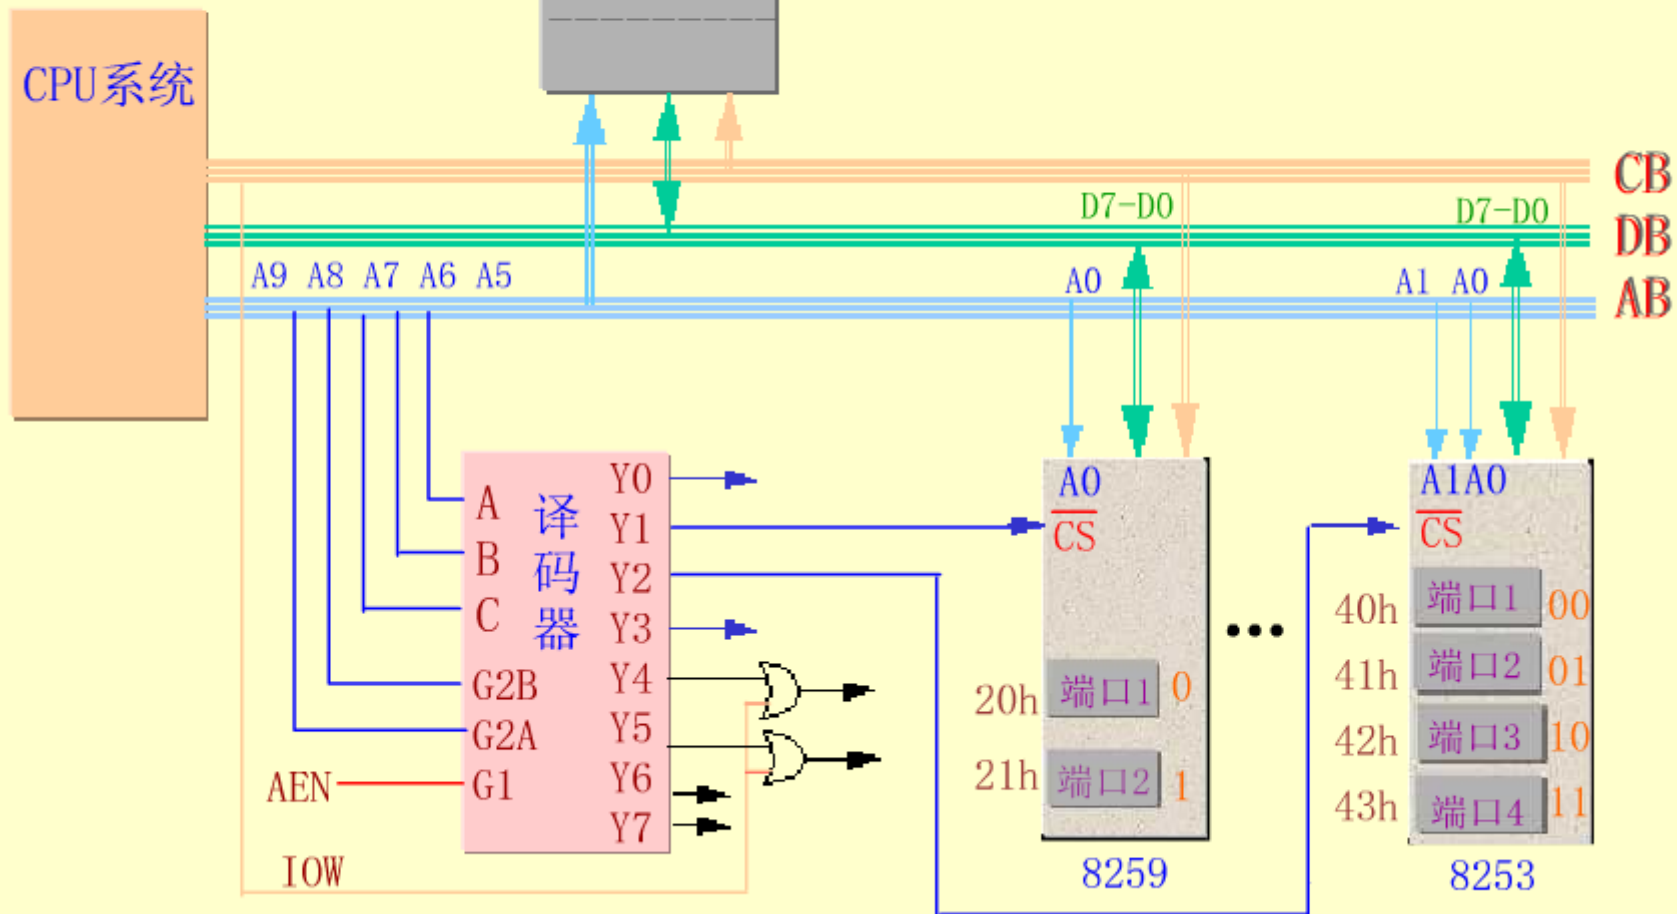 CPU系统
CB
D7-D0
D7-D0
DB
A9 A8 A7 A6 A5
A0
A1 A0
AB
A
B
C
G2B
G2A
G1
译码器
Y0
Y1
Y2
Y3
Y4
Y5
Y6
Y7
AEN
IOW
A0
CS
20h 端口1 0
21h 端口2 1
8259
A1A0
CS
40h 端口1 00
41h 端口2 01
42h 端口3 10
43h 端口4 11
8253